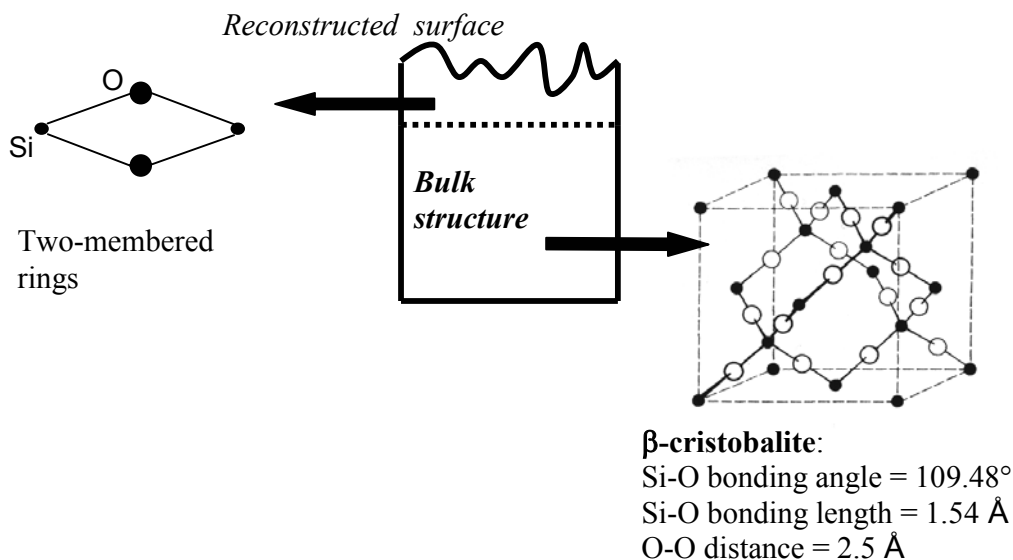 Reconstructed surface
O
Si
Two-membered
rings
Bulk
structure
β-cristobalite:
Si-O bonding angle = 109.48°
Si-O bonding length = 1.54 Å
O-O distance = 2.5 Å